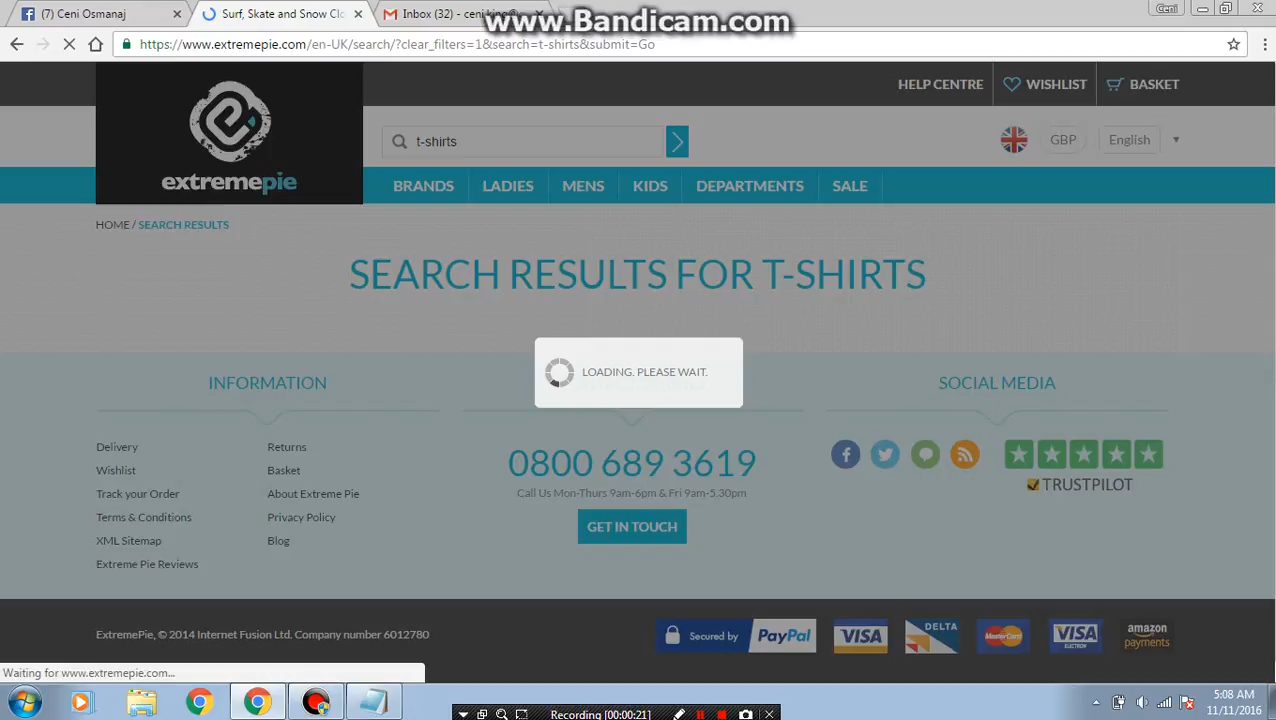 (7) Ceni Osmanaj
Surf, Skate and Snow Clo
Inbox (32) - ceni.king@
Ceni
www.Bandicam.com
https://www.extremepie.com/en-UK/search/?clear_filters=1&search=t-shirts&submit=Go
HELP CENTRE
WISHLIST
BASKET
extremepie
t-shirts
GBP
English
BRANDS
LADIES
MENS
KIDS
DEPARTMENTS
SALE
HOME / SEARCH RESULTS
SEARCH RESULTS FOR T-SHIRTS
LOADING. PLEASE WAIT.
INFORMATION
Delivery
Returns
Wishlist
Basket
Track your Order
About Extreme Pie
Terms & Conditions
Privacy Policy
XML Sitemap
Blog
Extreme Pie Reviews
0800 689 3619
Call Us Mon-Thurs 9am-6pm & Fri 9am-5.30pm
GET IN TOUCH
SOCIAL MEDIA
TRUSTPILOT
ExtremePie, © 2014 Internet Fusion Ltd. Company number 6012780
Secured by PayPal
VISA
DELTA
VISA
MasterCard
VISA
ELECTRON
amazon
payments
Waiting for www.extremepie.com...
Recording [00:00:21]
5:08 AM
11/11/2016